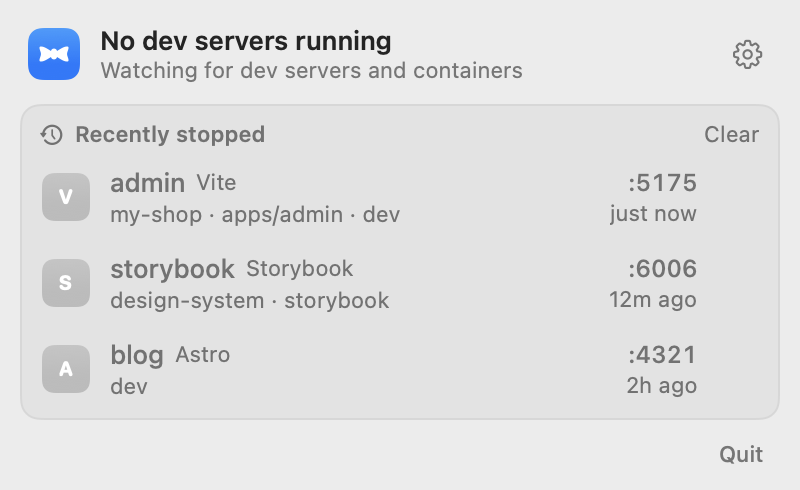 No dev servers running
Watching for dev servers and containers
Recently stopped Clear
V admin Vite :5175
my-shop · apps/admin · dev just now
S storybook Storybook :6006
design-system · storybook 12m ago
A blog Astro :4321
dev 2h ago
Quit